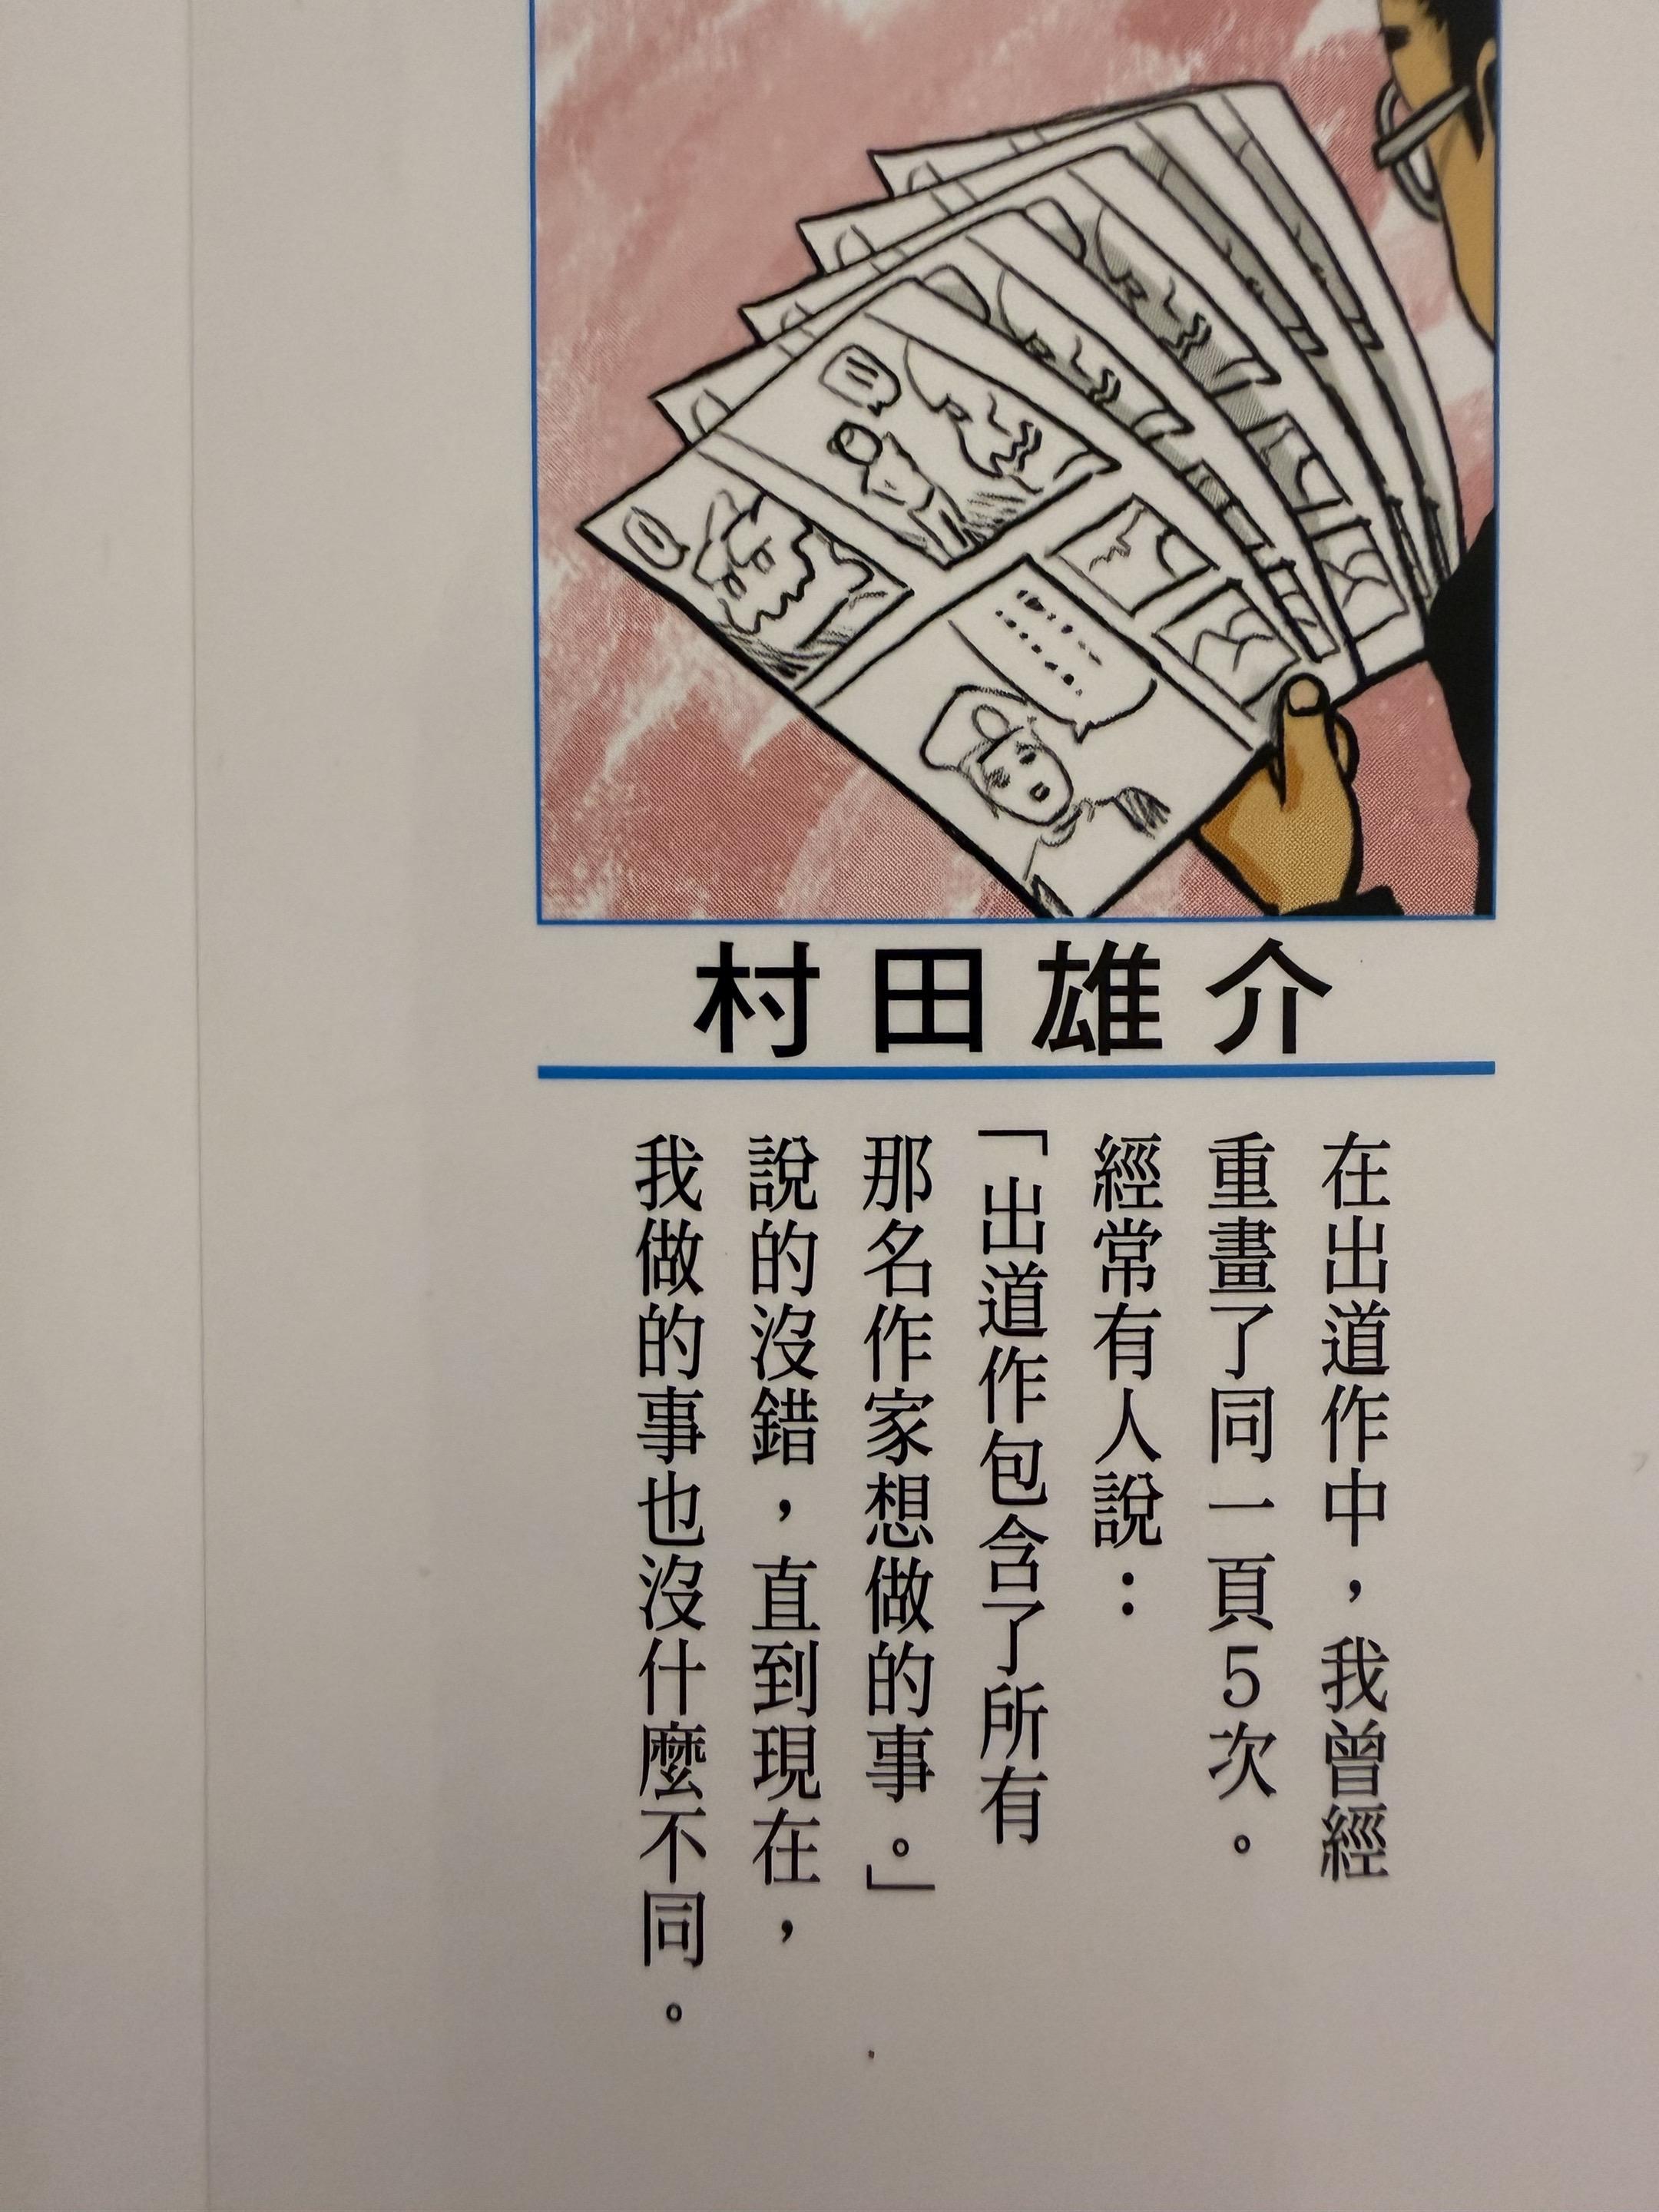 村田雄介
在出道作中，我曾經
重畫了同一頁5次。
經常有人說：
「出道作包含了所有
那名作家想做的事。」
說的沒錯，直到現在，
我做的事也沒什麼不同。